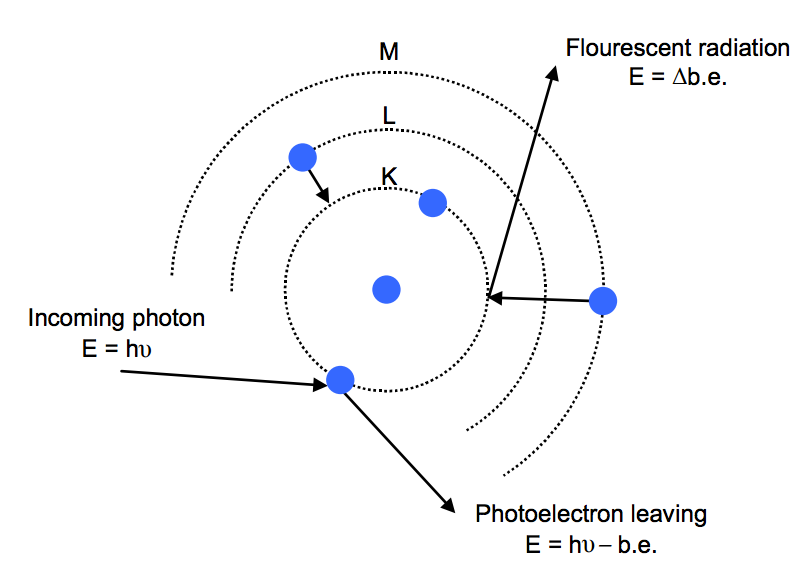 M
Flourescent radiation
E = Δb.e.
L
K
Incoming photon
E = hυ
Photoelectron leaving
E = hυ – b.e.